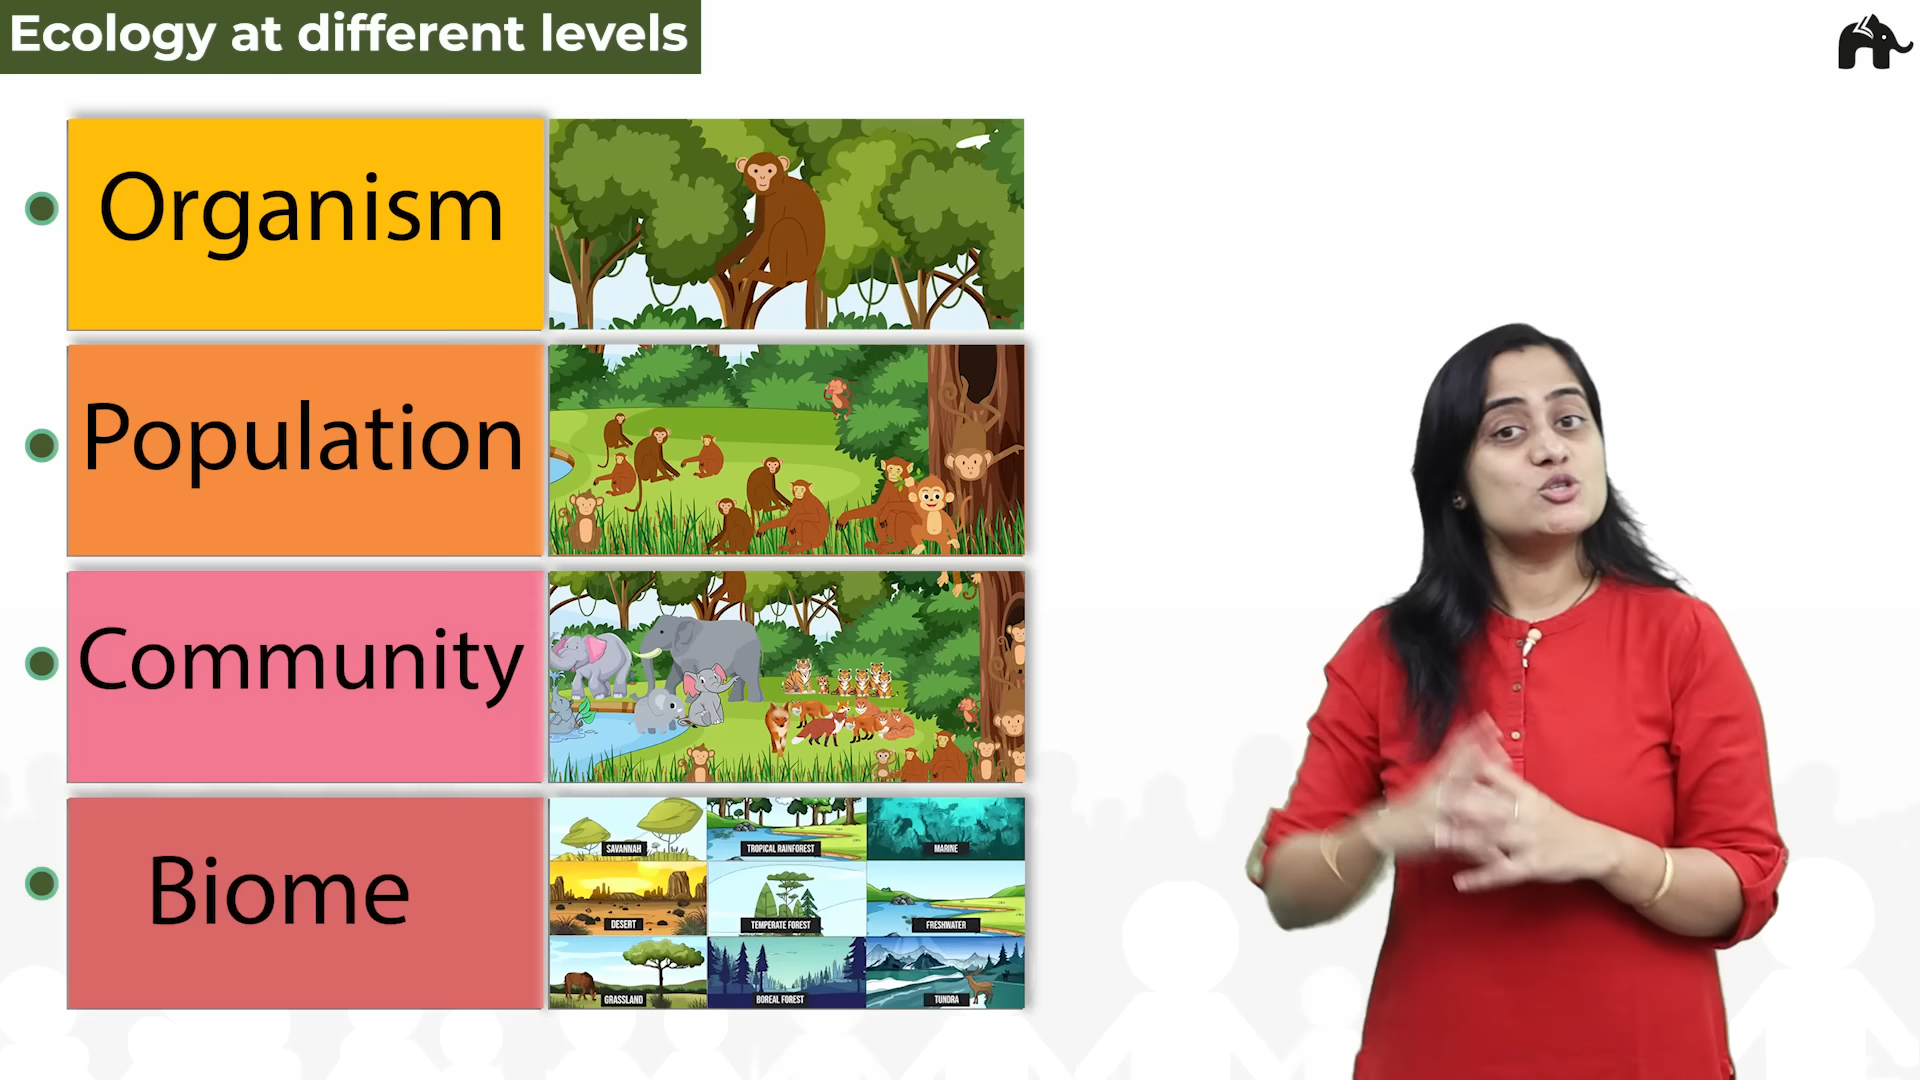 Ecology at different levels
Organism
Population
Community
Biome
SAVANNAH
TROPICAL RAINFOREST
MARINE
DESERT
TEMPERATE FOREST
FRESHWATER
GRASSLAND
BOREAL FOREST
TUNDRA